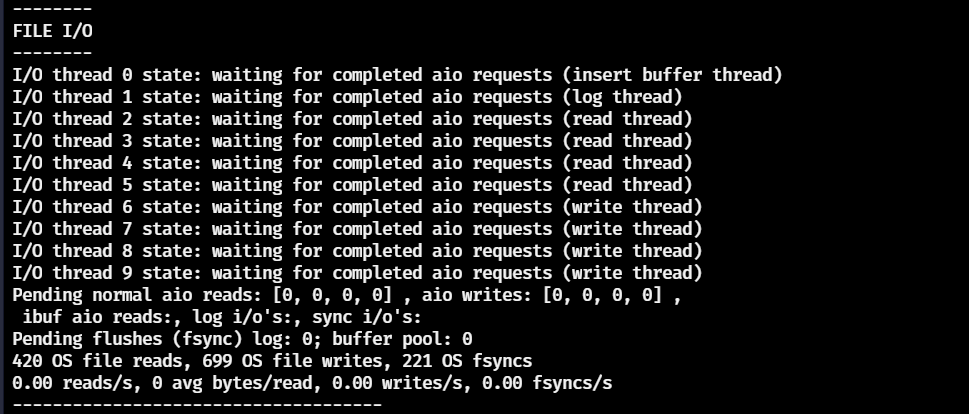 --------
FILE I/O
--------
I/O thread 0 state: waiting for completed aio requests (insert buffer thread)
I/O thread 1 state: waiting for completed aio requests (log thread)
I/O thread 2 state: waiting for completed aio requests (read thread)
I/O thread 3 state: waiting for completed aio requests (read thread)
I/O thread 4 state: waiting for completed aio requests (read thread)
I/O thread 5 state: waiting for completed aio requests (read thread)
I/O thread 6 state: waiting for completed aio requests (write thread)
I/O thread 7 state: waiting for completed aio requests (write thread)
I/O thread 8 state: waiting for completed aio requests (write thread)
I/O thread 9 state: waiting for completed aio requests (write thread)
Pending normal aio reads: [0, 0, 0, 0] , aio writes: [0, 0, 0, 0] ,
 ibuf aio reads:, log i/o's:, sync i/o's:
Pending flushes (fsync) log: 0; buffer pool: 0
420 OS file reads, 699 OS file writes, 221 OS fsyncs
0.00 reads/s, 0 avg bytes/read, 0.00 writes/s, 0.00 fsyncs/s
-------------------------------------